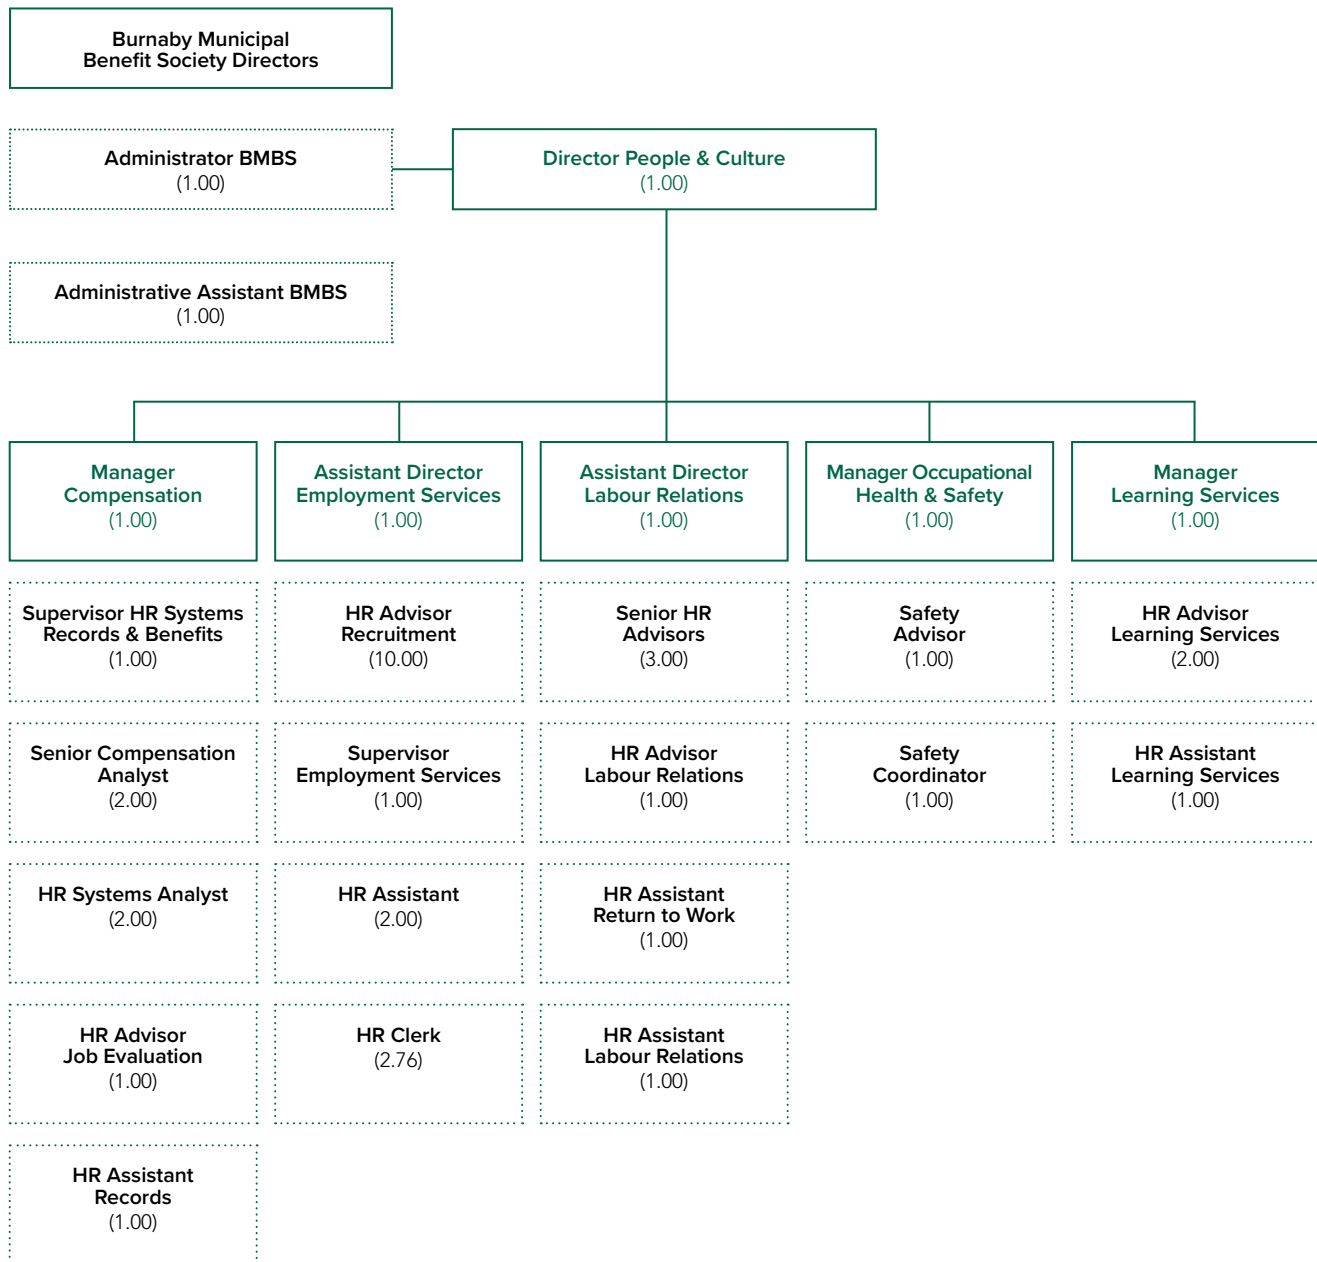 Burnaby Municipal
Benefit Society Directors
Administrator BMBS
(1.00)
Director People & Culture
(1.00)
Administrative Assistant BMBS
(1.00)
Manager
Compensation
(1.00)
Assistant Director
Employment Services
(1.00)
Assistant Director
Labour Relations
(1.00)
Manager Occupational
Health & Safety
(1.00)
Manager
Learning Services
(1.00)
Supervisor HR Systems
Records & Benefits
(1.00)
HR Advisor
Recruitment
(10.00)
Senior HR
Advisors
(3.00)
Safety
Advisor
(1.00)
HR Advisor
Learning Services
(2.00)
Senior Compensation
Analyst
(2.00)
Supervisor
Employment Services
(1.00)
HR Advisor
Labour Relations
(1.00)
Safety
Coordinator
(1.00)
HR Assistant
Learning Services
(1.00)
HR Systems Analyst
(2.00)
HR Assistant
(2.00)
HR Assistant
Return to Work
(1.00)
HR Advisor
Job Evaluation
(1.00)
HR Clerk
(2.76)
HR Assistant
Labour Relations
(1.00)
HR Assistant
Records
(1.00)